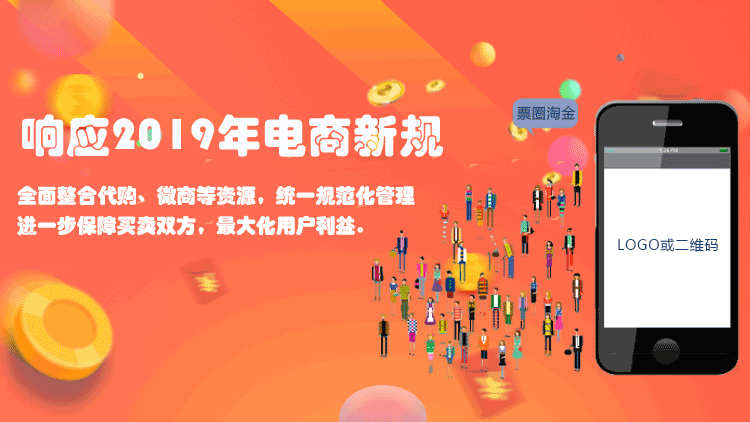 响应2019年电商新规
全面整合代购、微商等资源，统一规范化管理
进一步保障买卖双方，最大化用户利益。
票圈淘金
LOGO或二维码